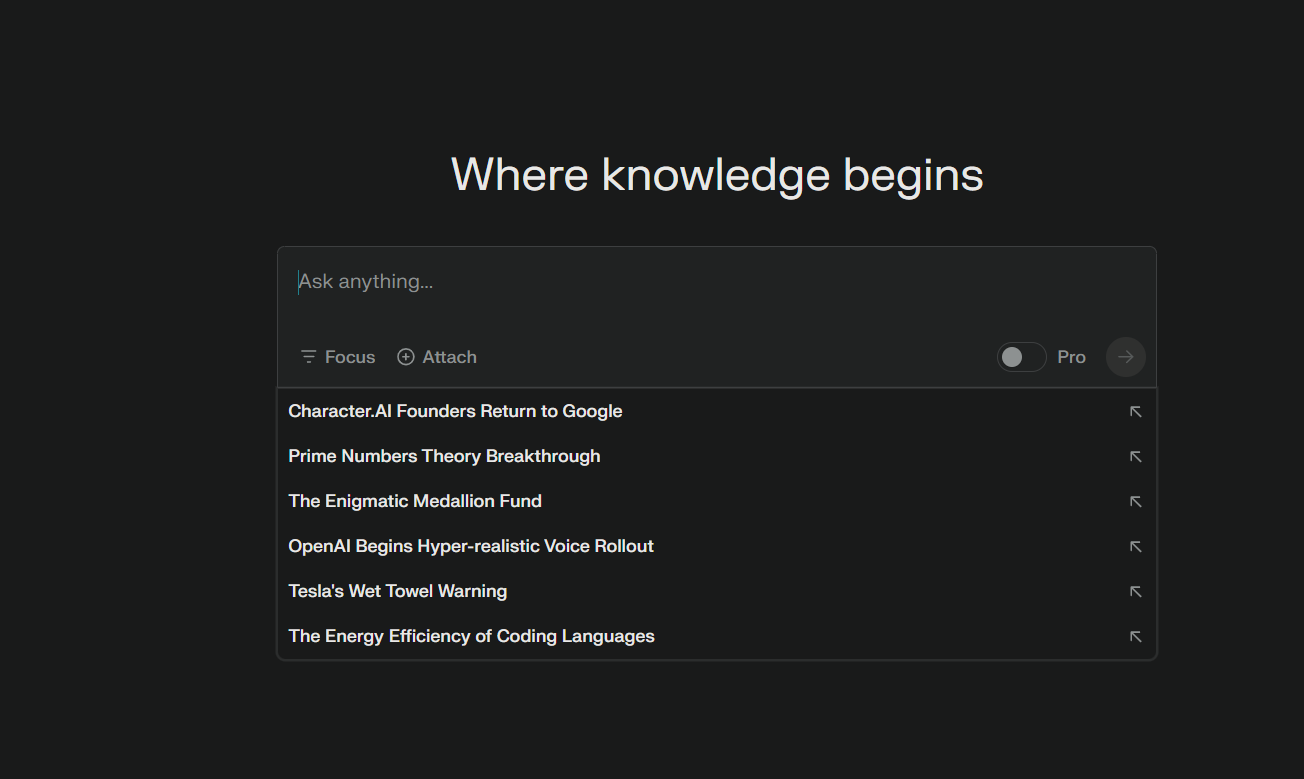 Where knowledge begins
Ask anything...
Focus Attach Pro
Character.AI Founders Return to Google
Prime Numbers Theory Breakthrough
The Enigmatic Medallion Fund
OpenAI Begins Hyper-realistic Voice Rollout
Tesla's Wet Towel Warning
The Energy Efficiency of Coding Languages